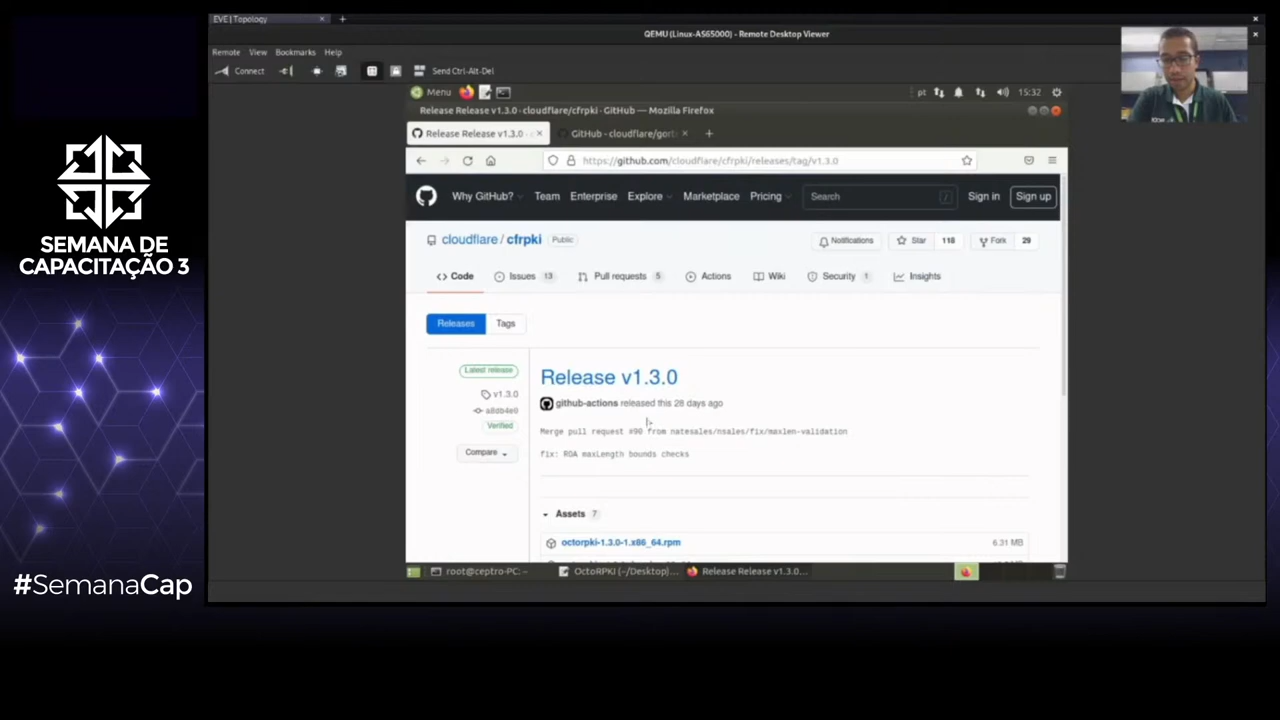 EVE | Topology
QEMU (Linux-AS65000) - Remote Desktop Viewer
Remote View Bookmarks Help
Connect Send Ctrl-Alt-Del
Menu pt 15:32
Release Release v1.3.0 · cloudflare/cfrpki · GitHub — Mozilla Firefox
Release Release v1.3.0 · GitHub - cloudflare/gort
https://github.com/cloudflare/cfrpki/releases/tag/v1.3.0
Why GitHub? Team Enterprise Explore Marketplace Pricing Search / Sign in Sign up
cloudflare / cfrpki Public Notifications Star 118 Fork 29
Code Issues 13 Pull requests 5 Actions Wiki Security 1 Insights
Releases Tags
Latest release
v1.3.0
a8db4e0
Verified
Compare
Release v1.3.0
github-actions released this 28 days ago
Merge pull request #90 from natesales/nsales/fix/maxlen-validation
fix: ROA maxLength bounds checks
Assets 7
octorpki-1.3.0-1.x86_64.rpm 6.31 MB
root@ceptro-PC: ~ OctoRPKI (~/Desktop)... Release Release v1.3.0...
SEMANA DE
CAPACITAÇÃO 3
#SemanaCap